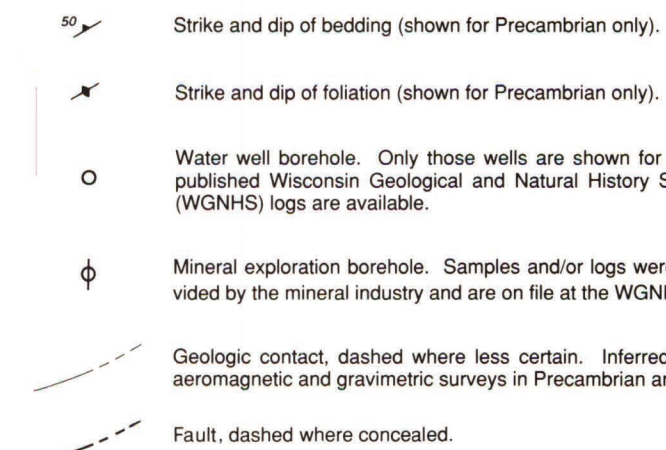 50 Strike and dip of bedding (shown for Precambrian only).
Strike and dip of foliation (shown for Precambrian only).
Water well borehole. Only those wells are shown for
published Wisconsin Geological and Natural History
(WGNHS) logs are available.
Mineral exploration borehole. Samples and/or logs were
vided by the mineral industry and are on file at the
Geologic contact, dashed where less certain. Inferred
aeromagnetic and gravimetric surveys in Precambrian
Fault, dashed where concealed.